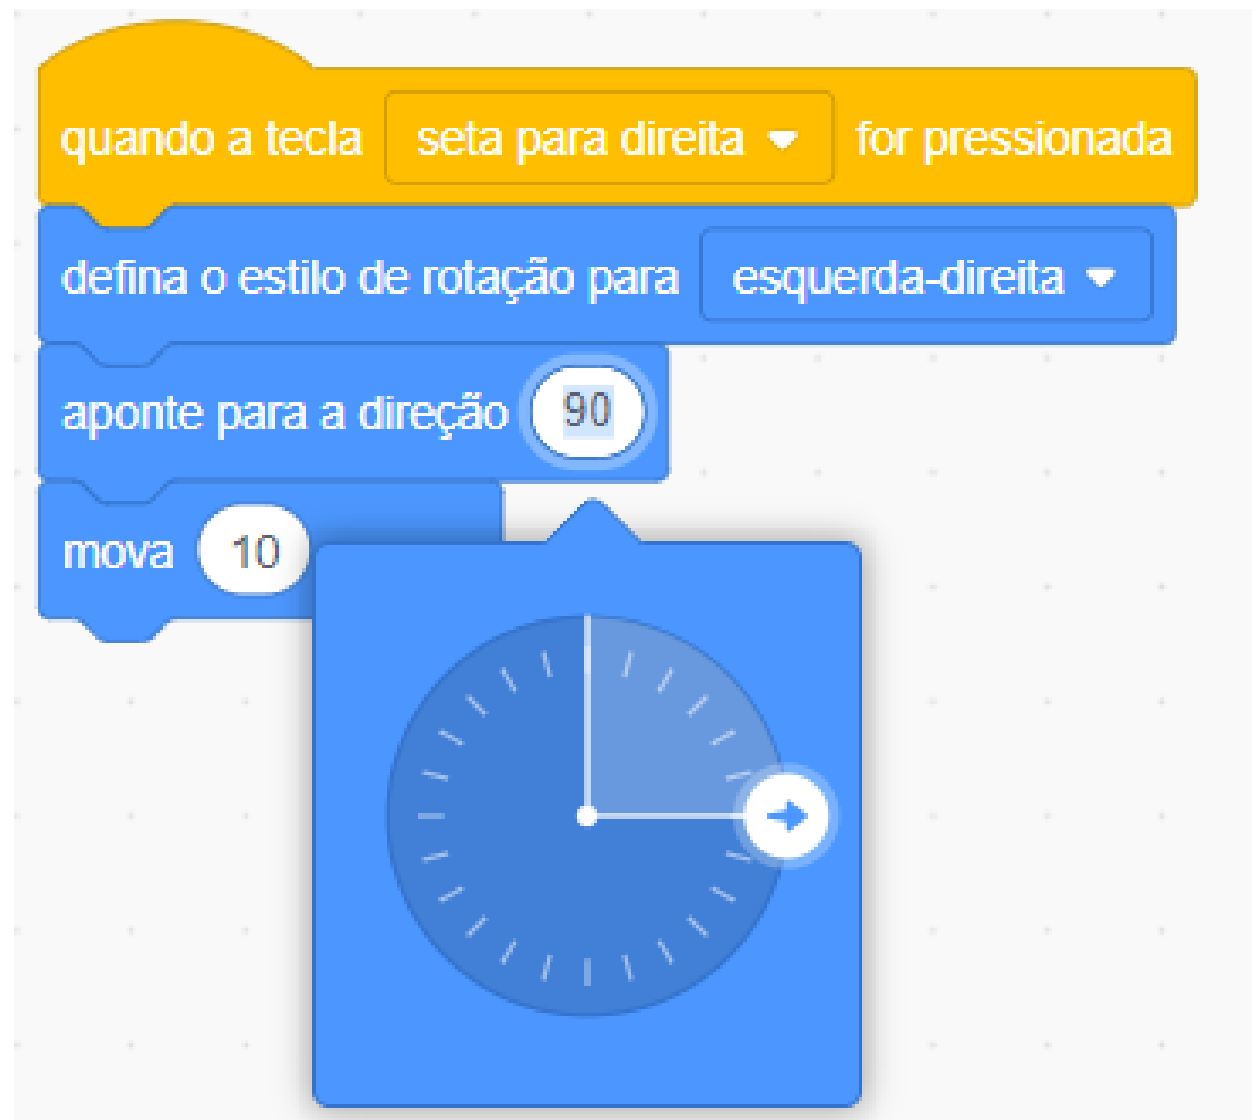 quando a tecla seta para direita for pressionada
defina o estilo de rotação para esquerda-direita
aponte para a direção 90
mova 10